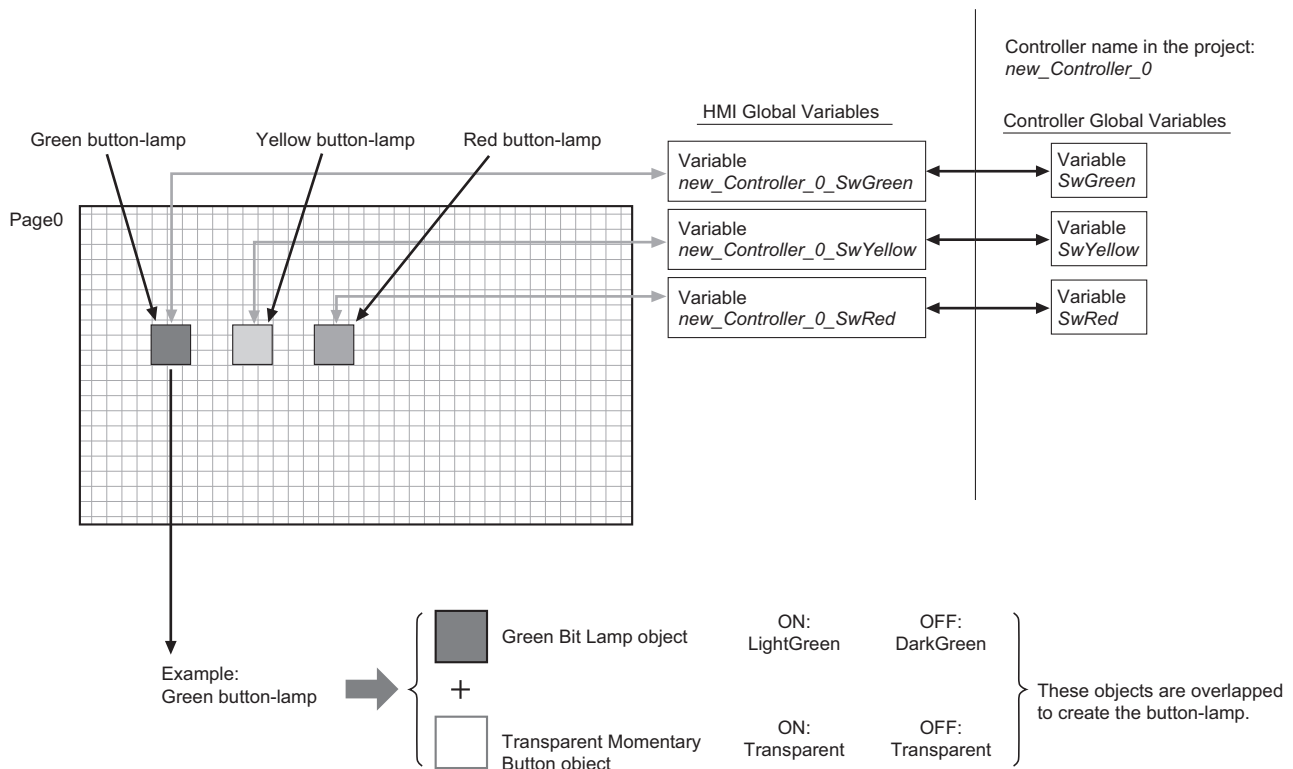 Controller name in the project:
new_Controller_0
HMI Global Variables
Controller Global Variables
Green button-lamp
Yellow button-lamp
Red button-lamp
Variable
new_Controller_0_SwGreen
Variable
SwGreen
Page0
Variable
new_Controller_0_SwYellow
Variable
SwYellow
Variable
new_Controller_0_SwRed
Variable
SwRed
Example:
Green button-lamp
Green Bit Lamp object
ON:
LightGreen
OFF:
DarkGreen
+
Transparent Momentary
Button object
ON:
Transparent
OFF:
Transparent
These objects are overlapped
to create the button-lamp.